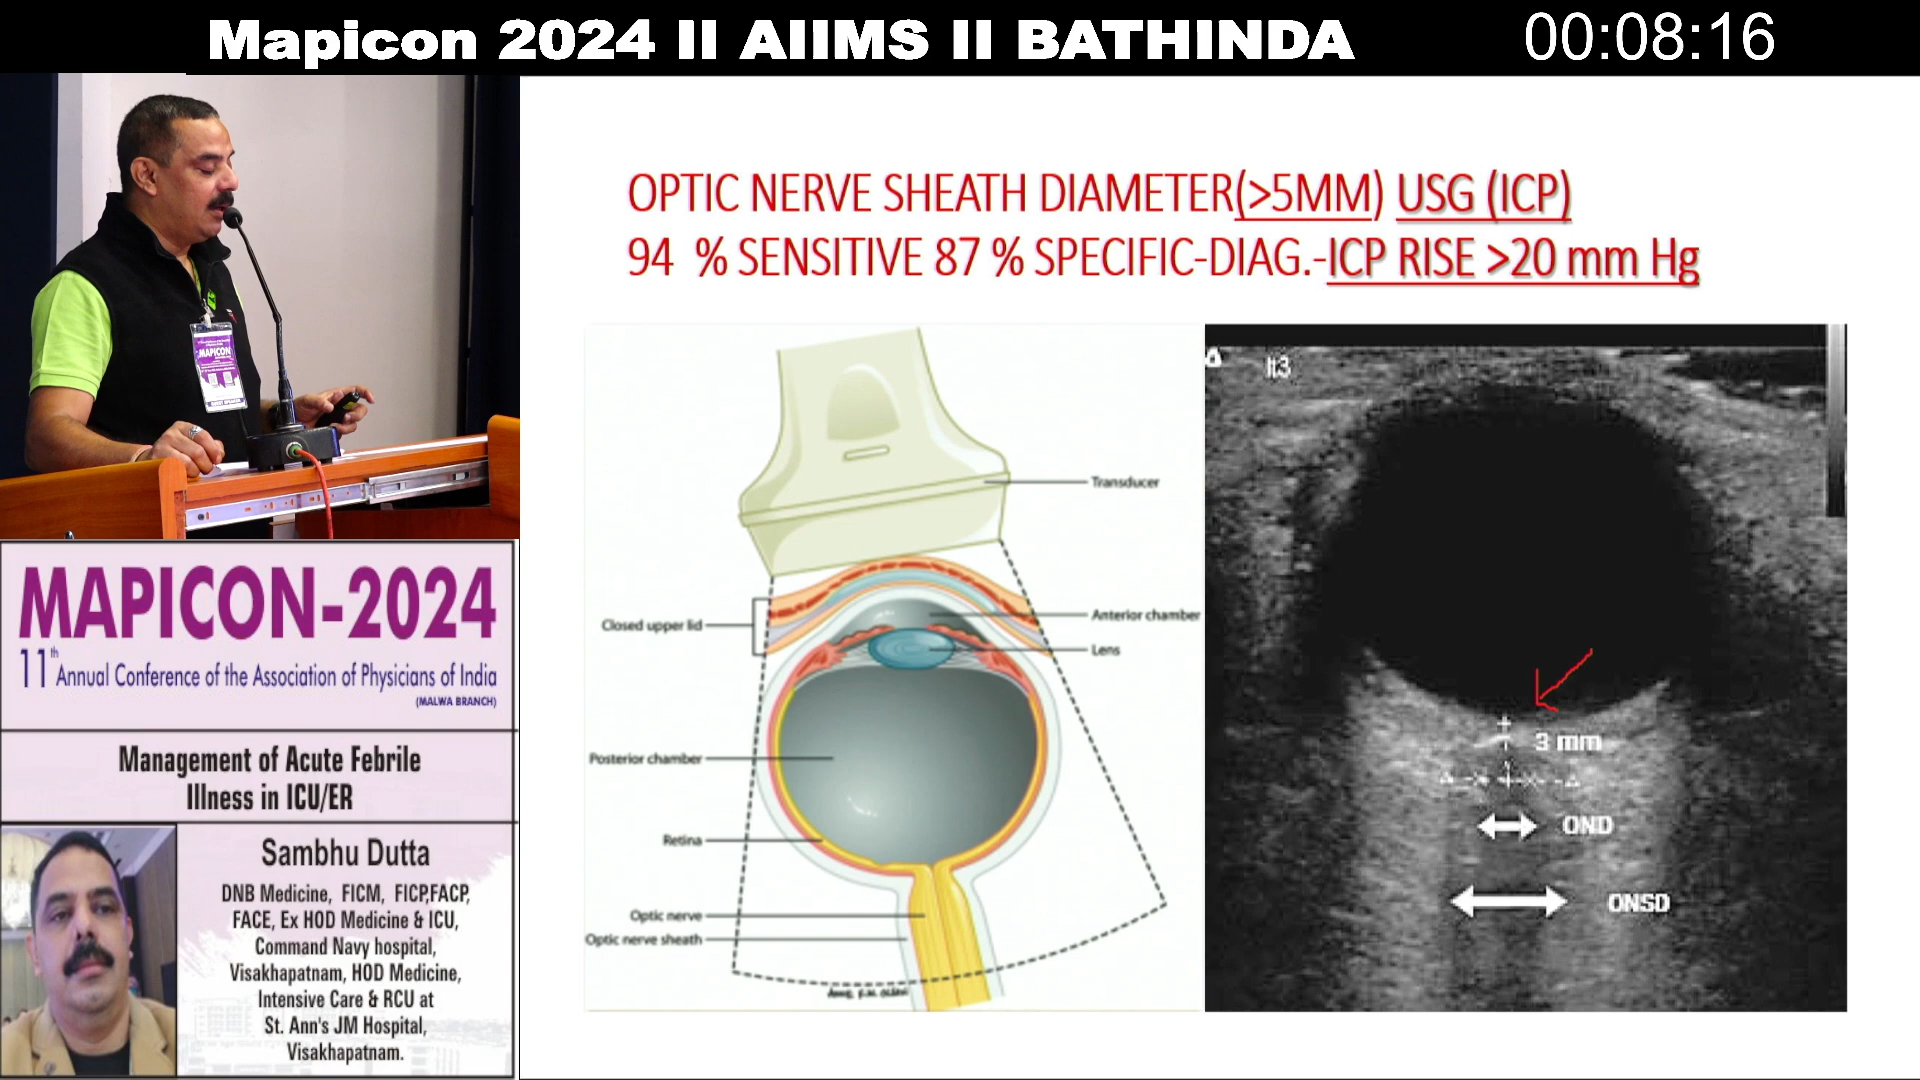 Mapicon 2024 II AIIMS II BATHINDA
00:08:16
MAPICON
MAPICON-2024
11th Annual Conference of the Association of Physicians of India
(MALWA BRANCH)
Management of Acute Febrile
Illness in ICU/ER
Sambhu Dutta
DNB Medicine, FICM, FICP,FACP,
FACE, Ex HOD Medicine & ICU,
Command Navy hospital,
Visakhapatnam, HOD Medicine,
Intensive Care & RCU at
St. Ann's JM Hospital,
Visakhapatnam.
OPTIC NERVE SHEATH DIAMETER(>5MM) USG (ICP)
94 % SENSITIVE 87 % SPECIFIC-DIAG.-ICP RISE >20 mm Hg
Transducer
Closed upper lid
Anterior chamber
Lens
Posterior chamber
Retina
Optic nerve
Optic nerve sheath
3 mm
OND
ONSD